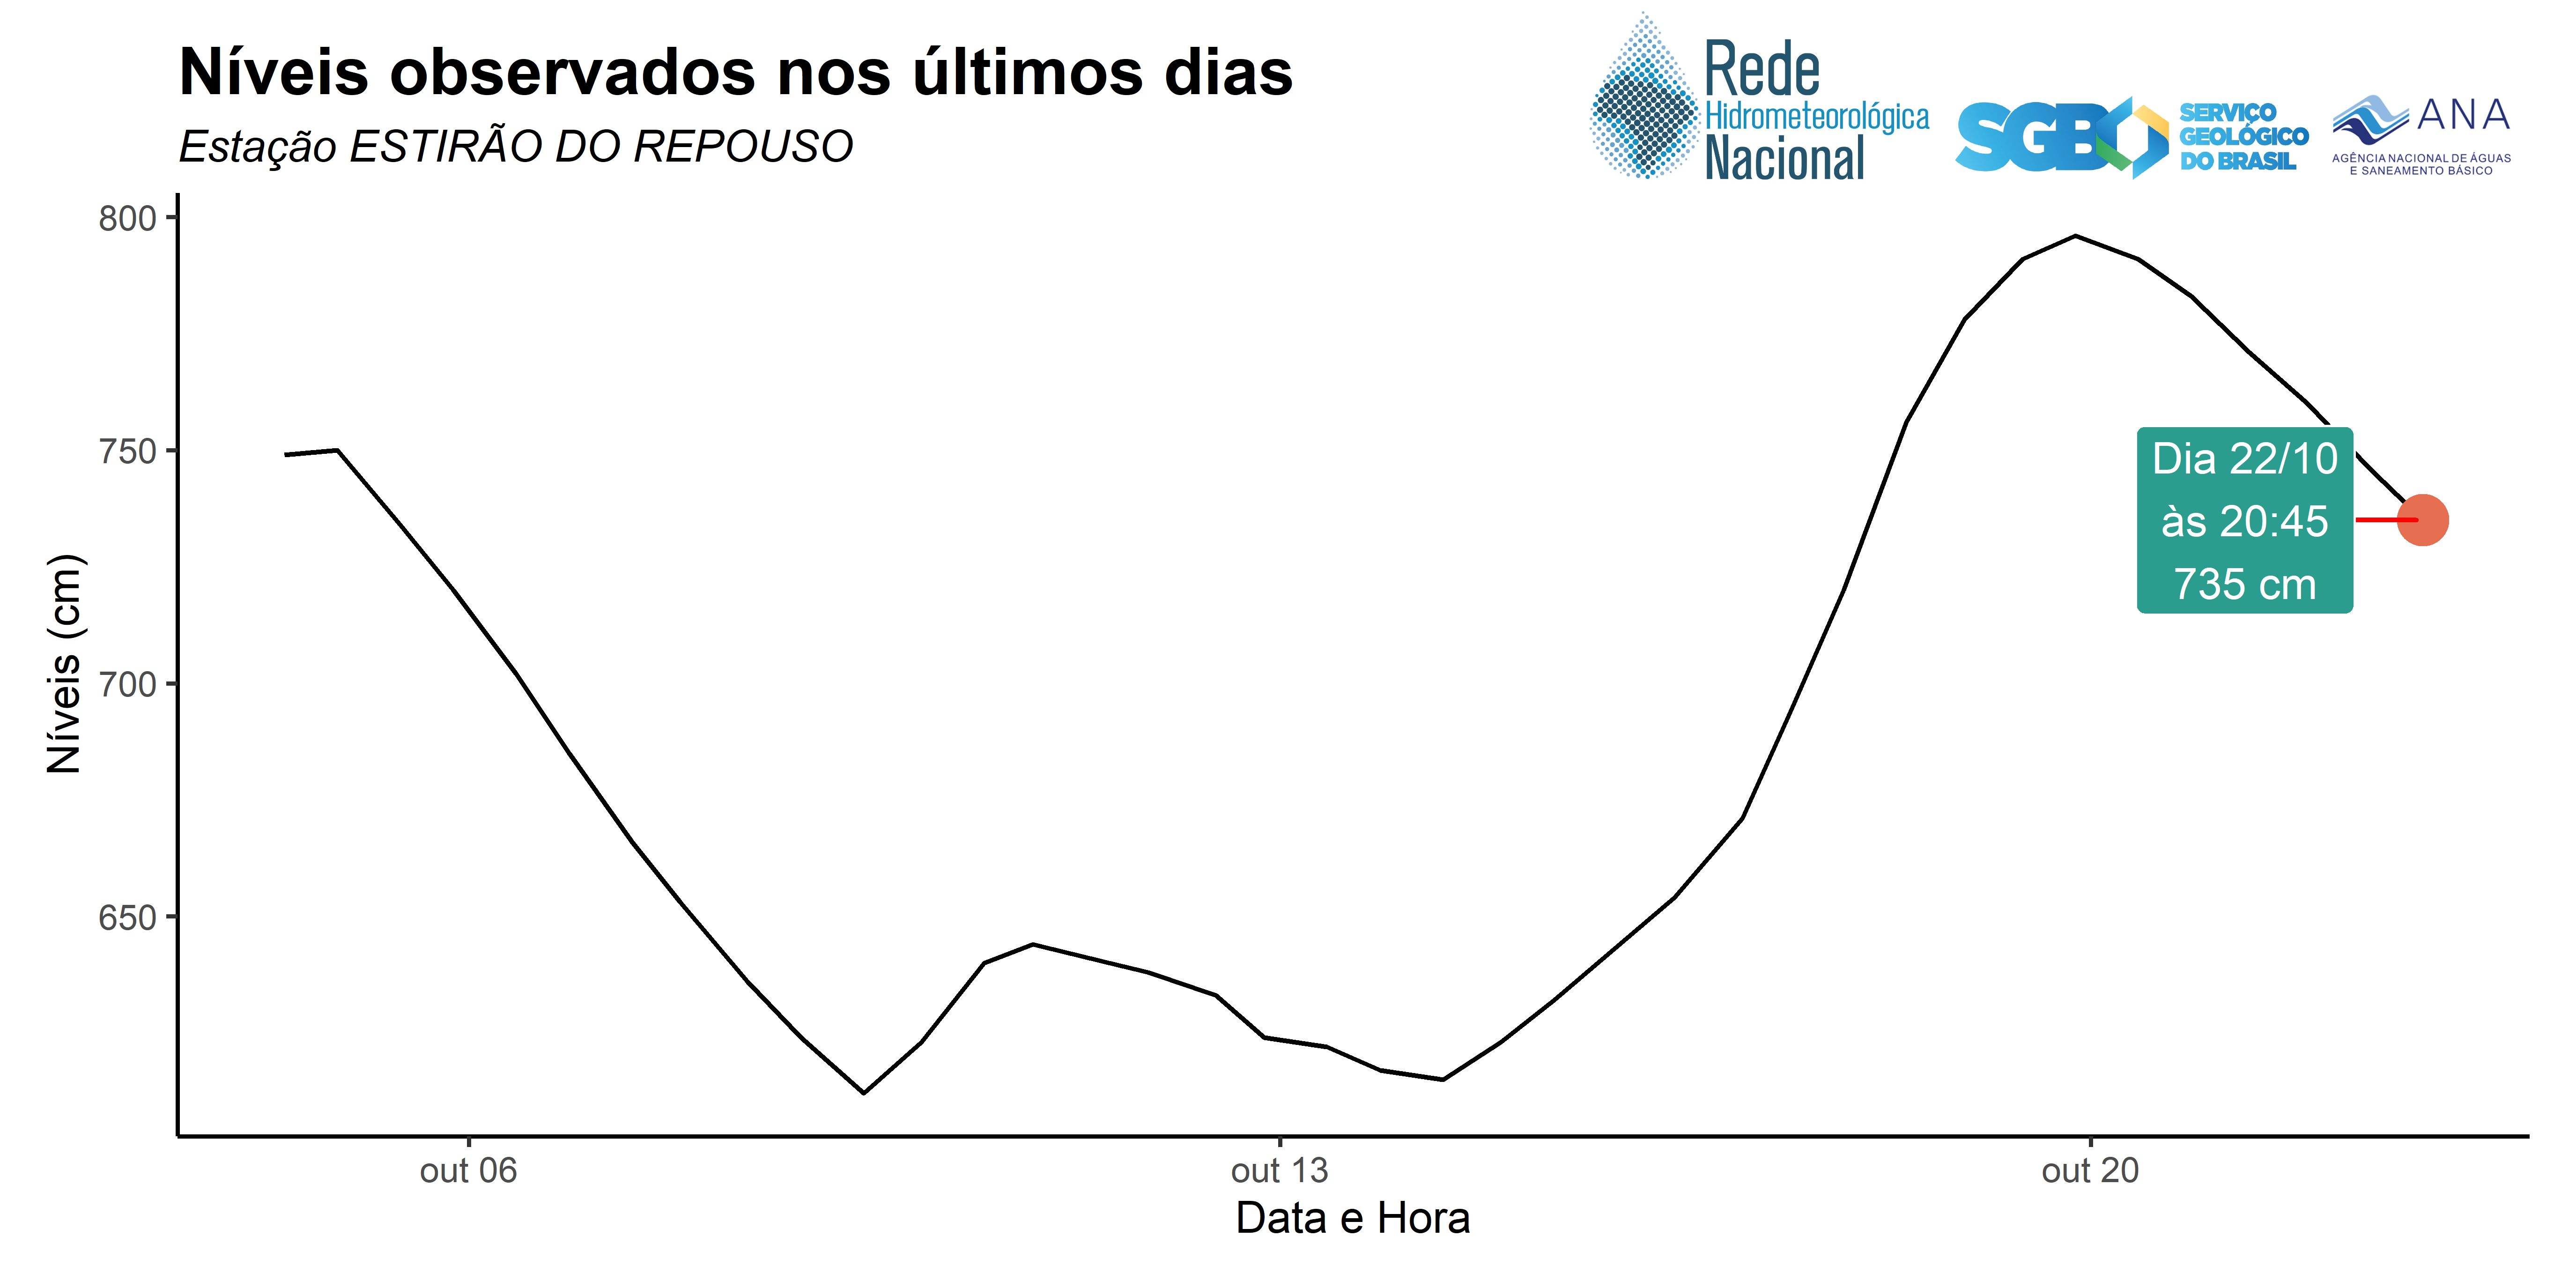 Níveis observados nos últimos dias
Estação ESTIRÃO DO REPOUSO
Rede
Hidrometeorológica
Nacional
SGB
SERVIÇO
GEOLÓGICO
DO BRASIL
ANA
AGÊNCIA NACIONAL DE ÁGUAS
E SANEAMENTO BÁSICO
Níveis (cm)
800
750
700
650
Dia 22/10
às 20:45
735 cm
out 06
out 13
out 20
Data e Hora